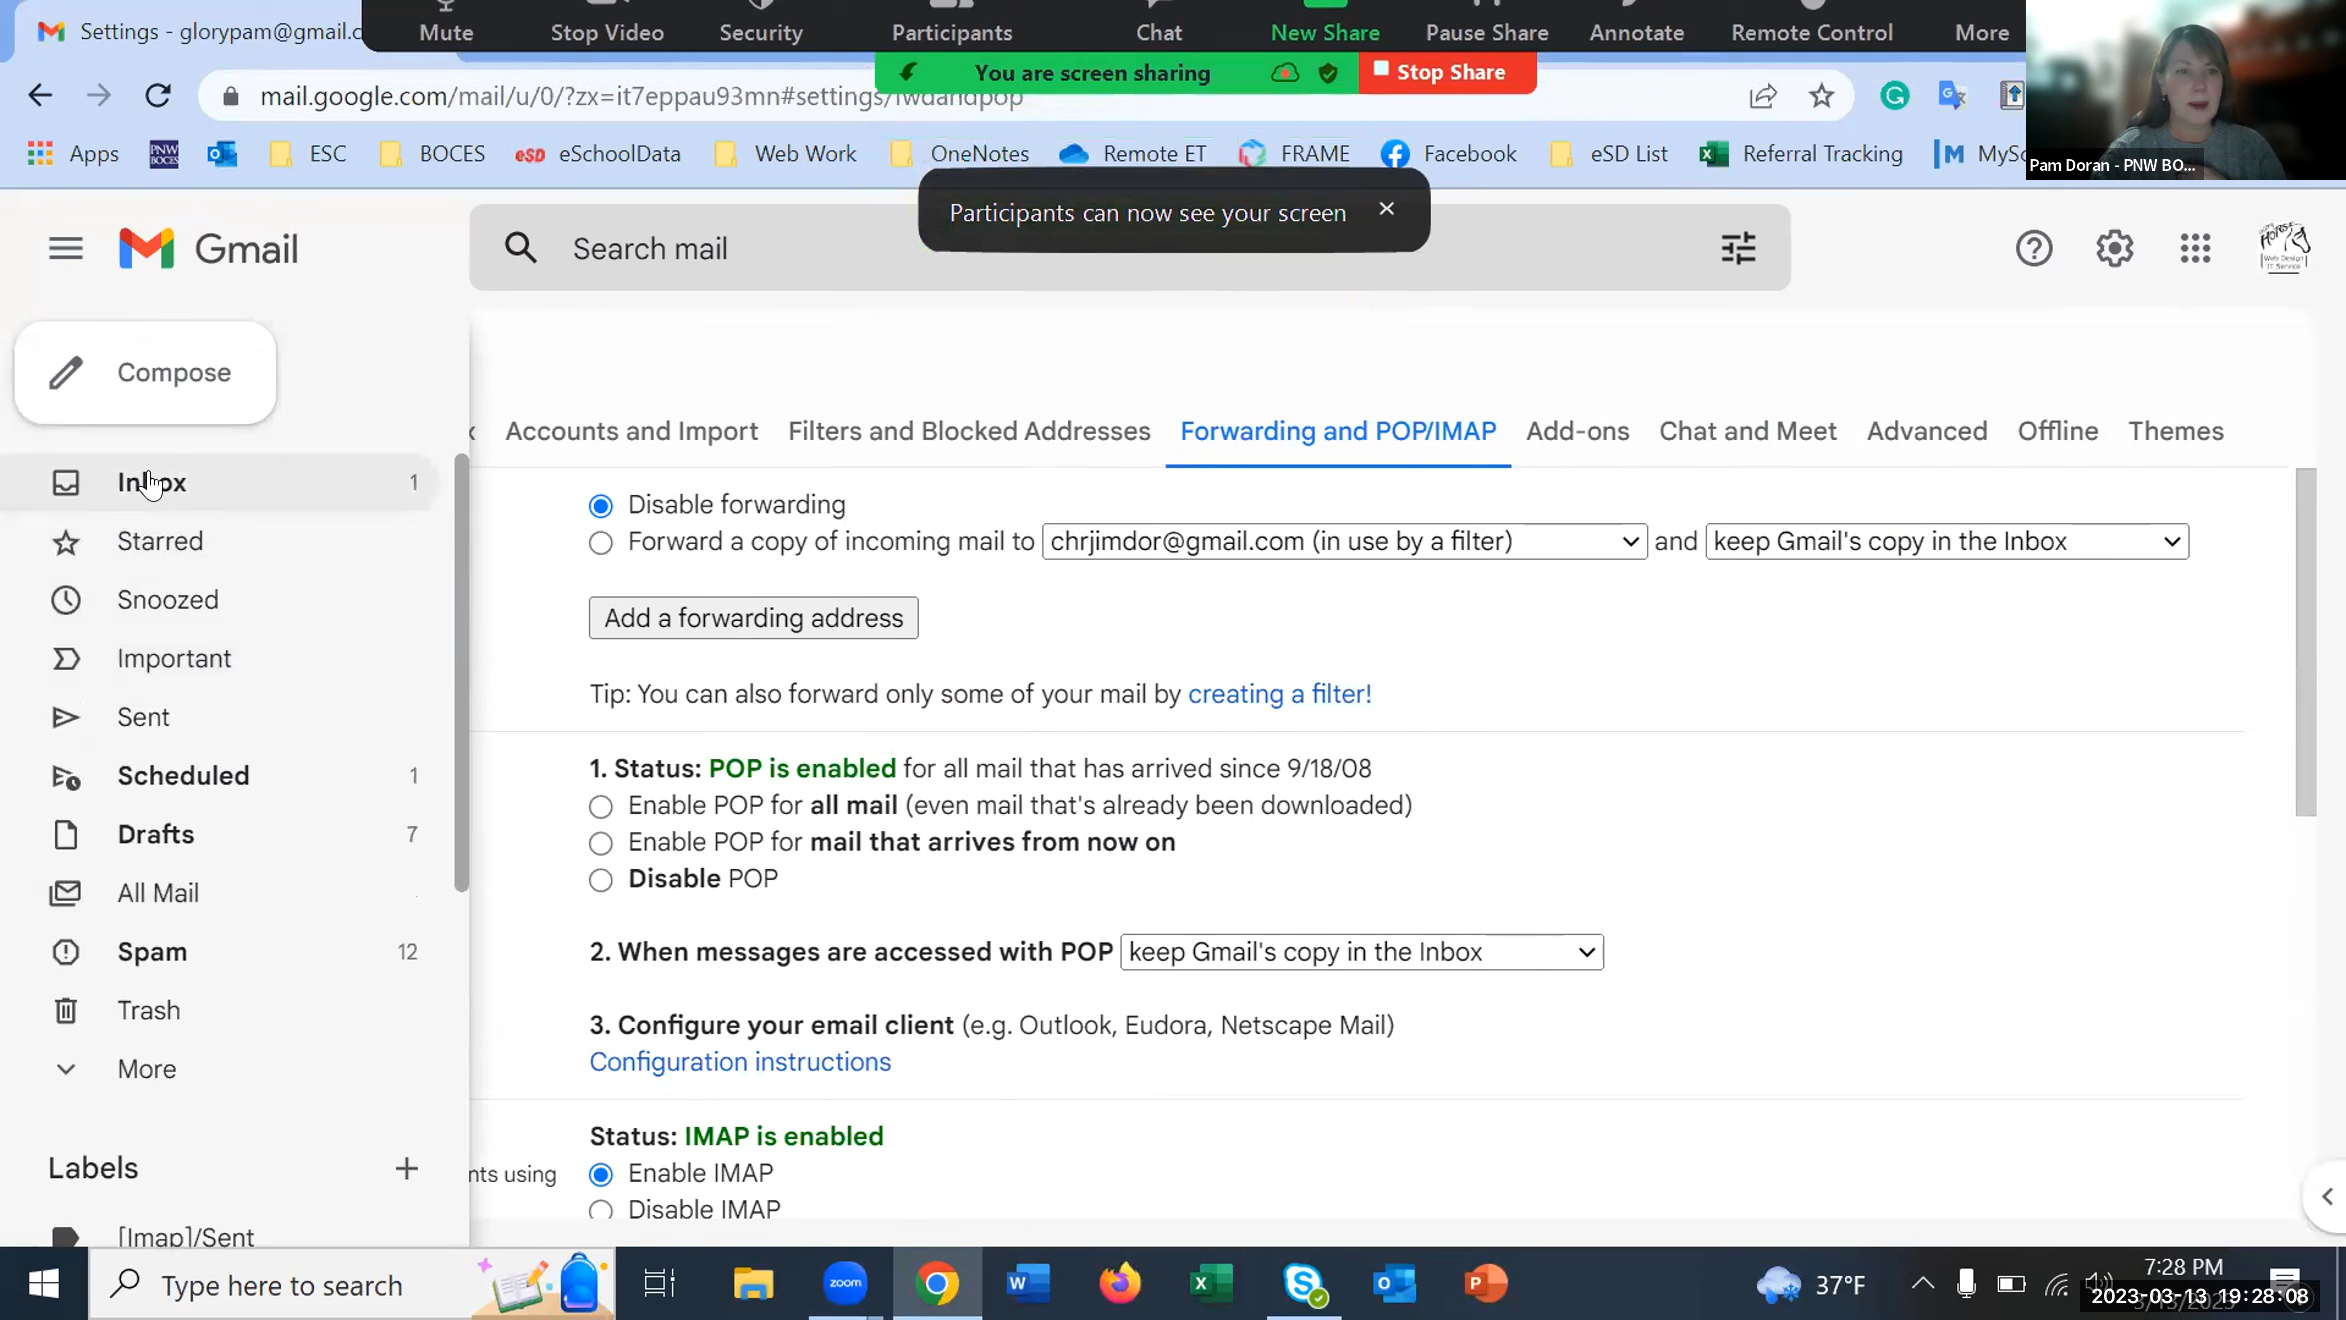 Settings - glorypam@gmail.c
Mute
Stop Video
Security
Participants
Chat
New Share
Pause Share
Annotate
Remote Control
More
You are screen sharing
Stop Share
mail.google.com/mail/u/0/?zx=it7eppau93mn#settings/fwdandpop
Pam Doran - PNW BO...
Apps
PNW BOCES
ESC
BOCES
eSD eSchoolData
Web Work
OneNotes
Remote ET
FRAME
Facebook
eSD List
Referral Tracking
MySc
Participants can now see your screen
Gmail
Search mail
HORSE
Web Design
IT Service
Compose
Accounts and Import
Filters and Blocked Addresses
Forwarding and POP/IMAP
Add-ons
Chat and Meet
Advanced
Offline
Themes
Inbox 1
Starred
Snoozed
Important
Sent
Scheduled 1
Drafts 7
All Mail
Spam 12
Trash
More
Labels
[Imap]/Sent
Disable forwarding
Forward a copy of incoming mail to chrjimdor@gmail.com (in use by a filter) and keep Gmail's copy in the Inbox
Add a forwarding address
Tip: You can also forward only some of your mail by creating a filter!
1. Status: POP is enabled for all mail that has arrived since 9/18/08
Enable POP for all mail (even mail that's already been downloaded)
Enable POP for mail that arrives from now on
Disable POP
2. When messages are accessed with POP keep Gmail's copy in the Inbox
3. Configure your email client (e.g. Outlook, Eudora, Netscape Mail)
Configuration instructions
Status: IMAP is enabled
nts using
Enable IMAP
Disable IMAP
Type here to search
zoom
37°F
7:28 PM
2023-03-13 19:28:08